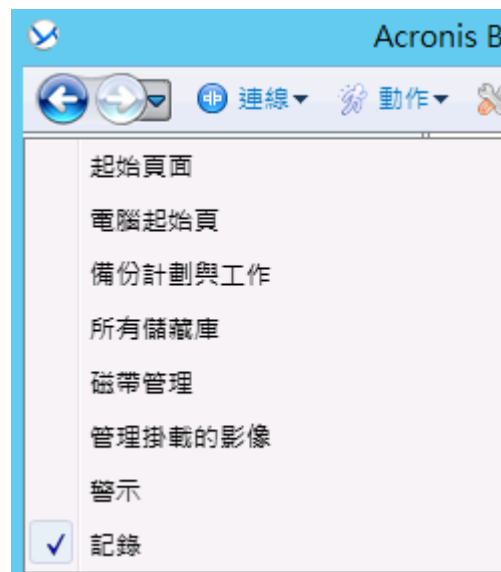 Acronis B
連線 動作
起始頁面
電腦起始頁
備份計劃與工作
所有儲藏庫
磁帶管理
管理掛載的影像
警示
記錄